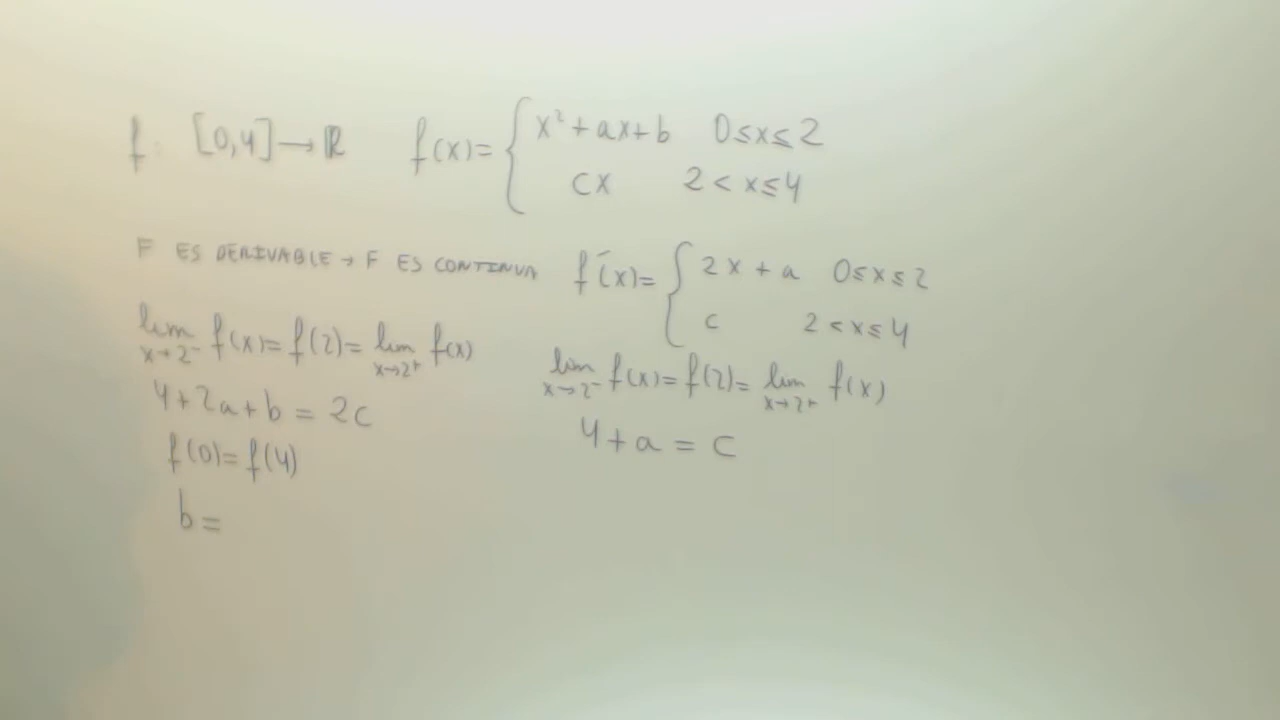 f: [0,4] → ℝ f(x) = { x² + ax + b 0 ≤ x ≤ 2
cx 2 < x ≤ 4
F ES DERIVABLE → F ES CONTINUA
f´(x) = { 2x + a 0 ≤ x ≤ 2
c 2 < x ≤ 4
lim x→2⁻ f(x) = f(2) = lim x→2⁺ f(x)
4 + 2a + b = 2c
f(0) = f(4)
b =
lim x→2⁻ f(x) = f(2) = lim x→2⁺ f(x)
4 + a = c